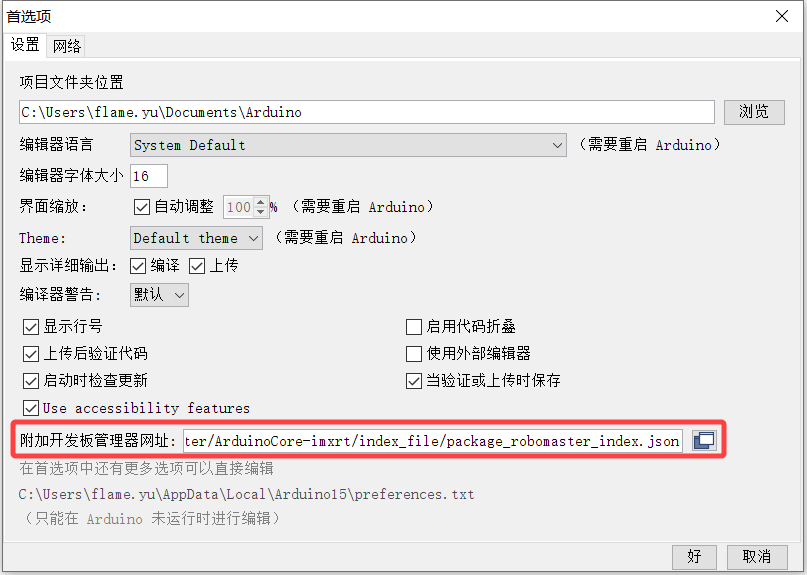 首选项
设置 网络
项目文件夹位置
C:\Users\flame.yu\Documents\Arduino 浏览
编辑器语言 System Default （需要重启 Arduino）
编辑器字体大小 16
界面缩放： 自动调整 100 % （需要重启 Arduino）
Theme: Default theme （需要重启 Arduino）
显示详细输出： 编译 上传
编译器警告: 默认
显示行号 启用代码折叠
上传后验证代码 使用外部编辑器
启动时检查更新 当验证或上传时保存
Use accessibility features
附加开发板管理器网址: ter/ArduinoCore-imxrt/index_file/package_robomaster_index.json
在首选项中还有更多选项可以直接编辑
C:\Users\flame.yu\AppData\Local\Arduino15\preferences.txt
（只能在 Arduino 未运行时进行编辑）
好 取消